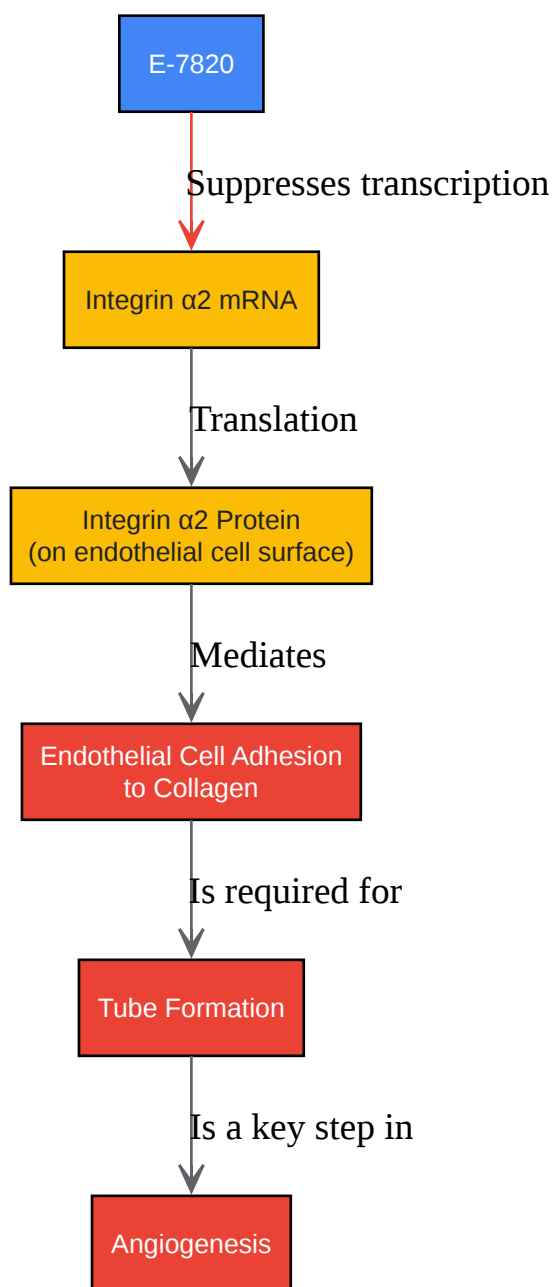 E-7820
Suppresses transcription
Integrin α2 mRNA
Translation
Integrin α2 Protein
(on endothelial cell surface)
Mediates
Endothelial Cell Adhesion
to Collagen
Is required for
Tube Formation
Is a key step in
Angiogenesis